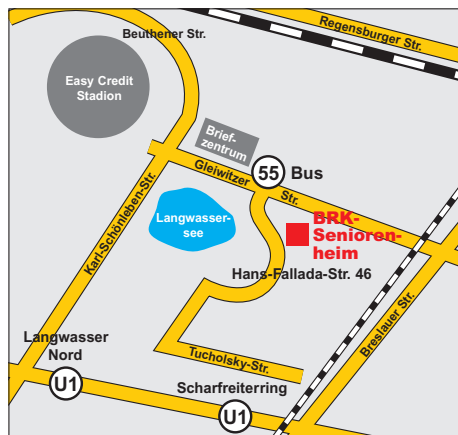 Beuthener Str.
Regensburger Str.
Easy Credit
Stadion
Brief-
zentrum
Gleiwitzer
Str.
55
Bus
Karl-Schönleben-Str.
Langwasser-
see
BRK-
Senioren-
heim
Hans-Fallada-Str. 46
Breslauer Str.
Langwasser
Nord
U1
Tucholsky-Str.
Scharfreiterring
U1